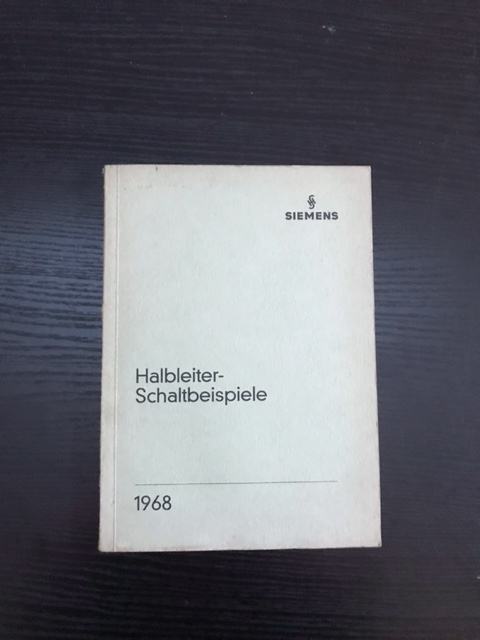 SIEMENS
Halbleiter-
Schaltbeispiele
1968